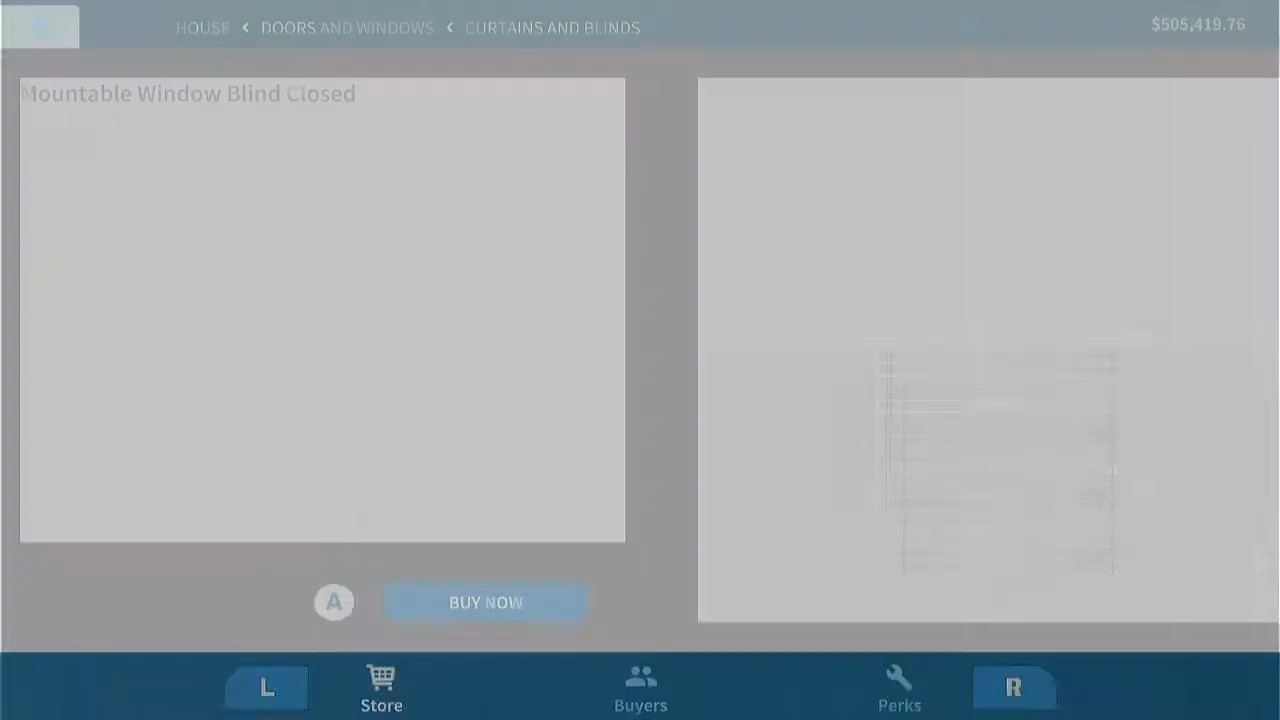 HOUSE < DOORS AND WINDOWS < CURTAINS AND BLINDS
$505,419.76
Mountable Window Blind Closed
A BUY NOW
L Store Buyers Perks R